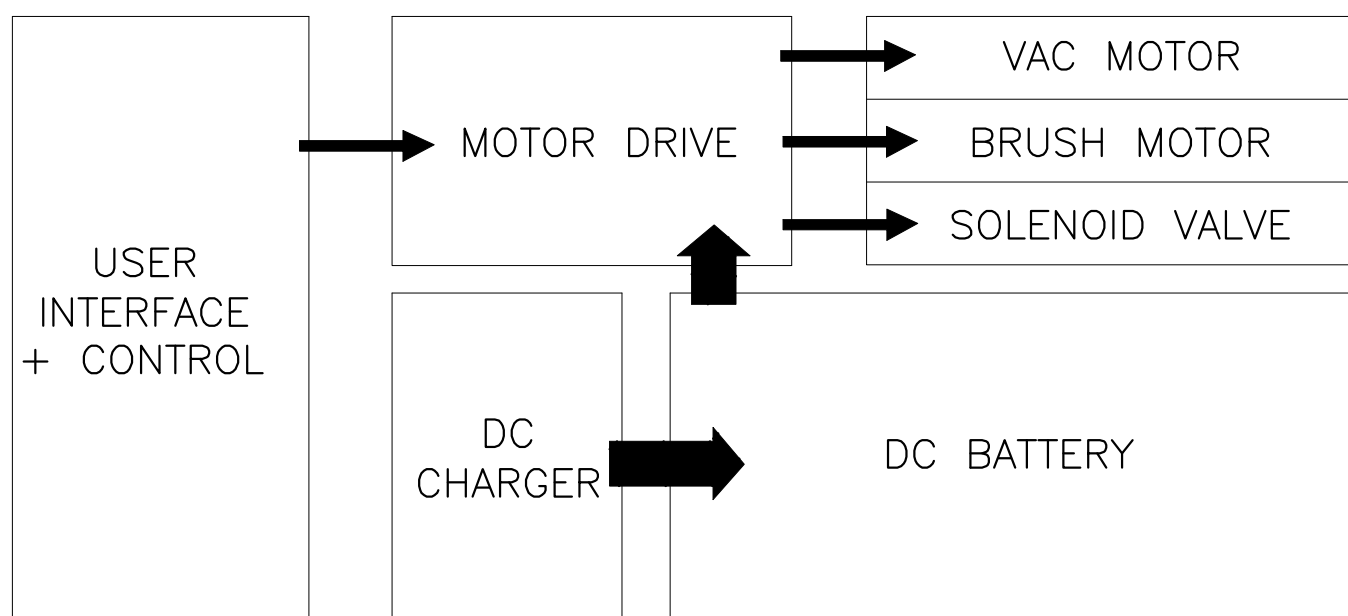 USER
INTERFACE
+ CONTROL
MOTOR DRIVE
VAC MOTOR
BRUSH MOTOR
SOLENOID VALVE
DC
CHARGER
DC BATTERY